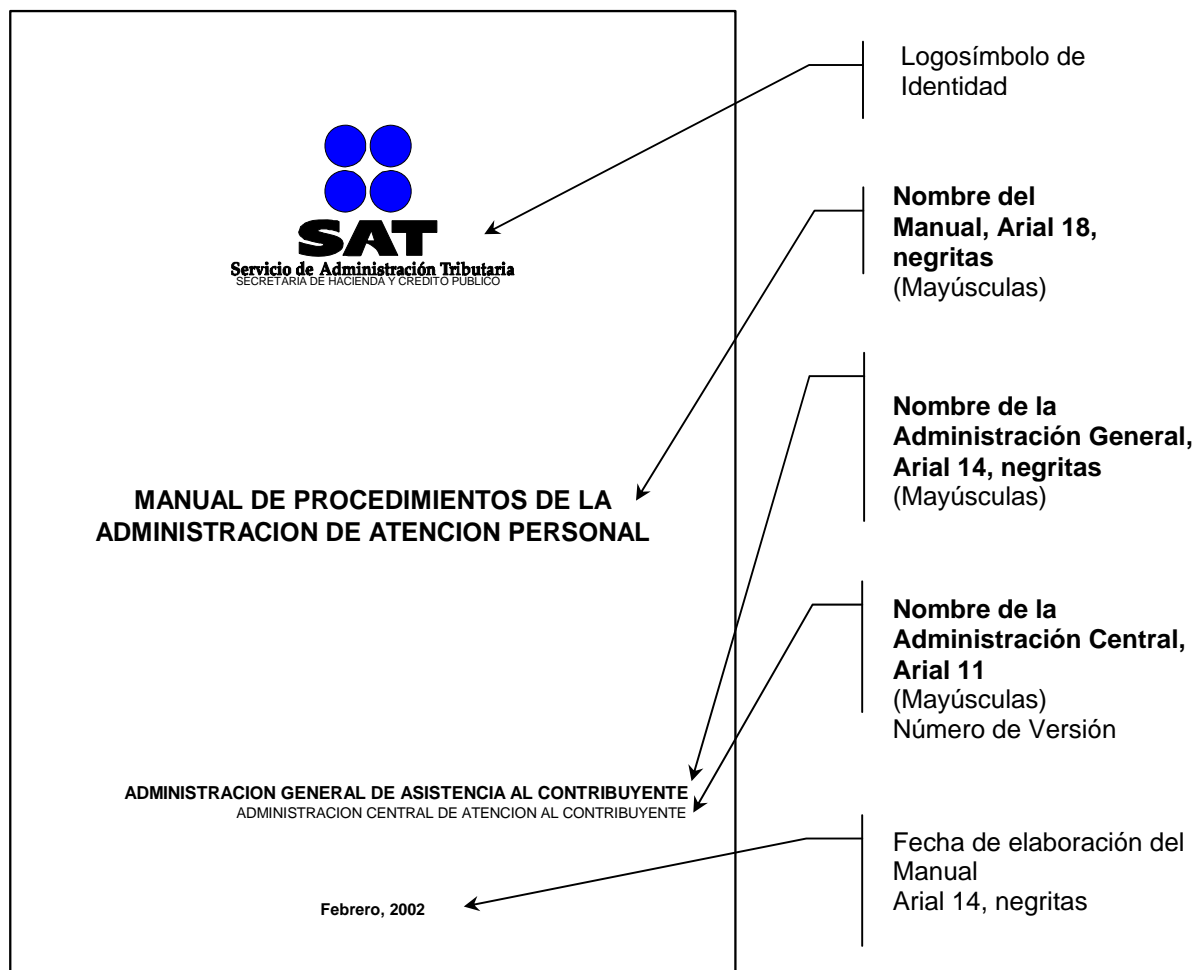 SAT
Servicio de Administración Tributaria
SECRETARIA DE HACIENDA Y CREDITO PUBLICO
MANUAL DE PROCEDIMIENTOS DE LA
ADMINISTRACION DE ATENCION PERSONAL
ADMINISTRACION GENERAL DE ASISTENCIA AL CONTRIBUYENTE
ADMINISTRACION CENTRAL DE ATENCION AL CONTRIBUYENTE
Febrero, 2002
Logosímbolo de
Identidad
Nombre del
Manual, Arial 18,
negritas
(Mayúsculas)
Nombre de la
Administración General,
Arial 14, negritas
(Mayúsculas)
Nombre de la
Administración Central,
Arial 11
(Mayúsculas)
Número de Versión
Fecha de elaboración del
Manual
Arial 14, negritas